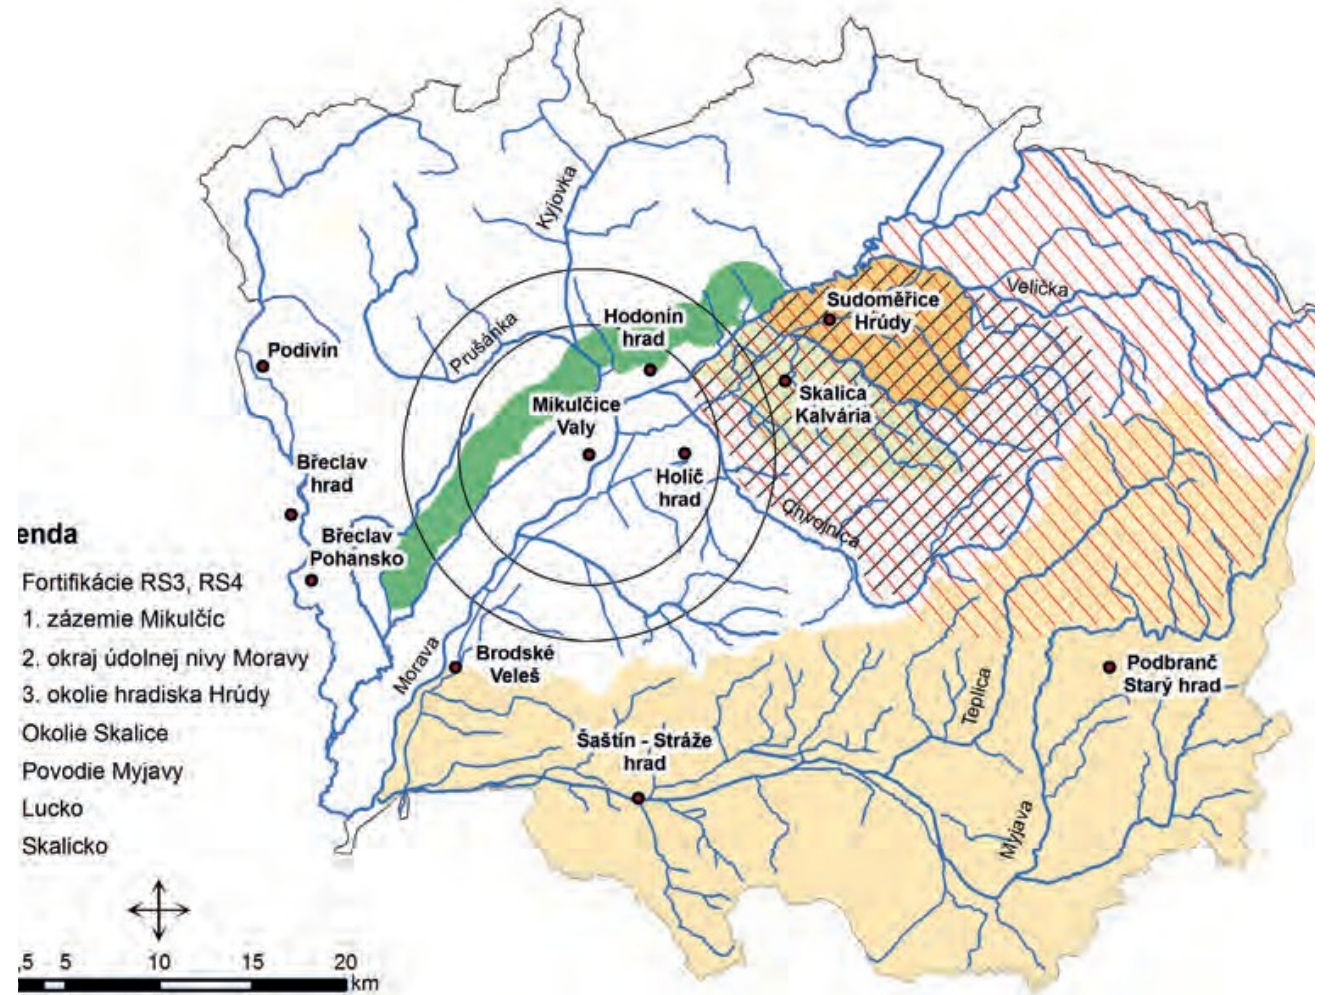 Kyjovka
Velička
Sudoměřice
Hrúdy
Hodonín
hrad
Prušánka
Podivín
Skalica
Kalvária
Mikulčice
Valy
Břeclav
hrad
Holíč
hrad
Chvojnica
Břeclav
Pohansko
enda
Fortifikácie RS3, RS4
1. zázemie Mikulčíc
2. okraj údolnej nivy Moravy
3. okolie hradiska Hrúdy
Okolie Skalice
Povodie Myjavy
Lucko
Skalicko
Morava
Brodské
Veleš
Podbranč
Starý hrad
Teplica
Šaštín - Stráže
hrad
Myjava
,5 5 10 15 20
km